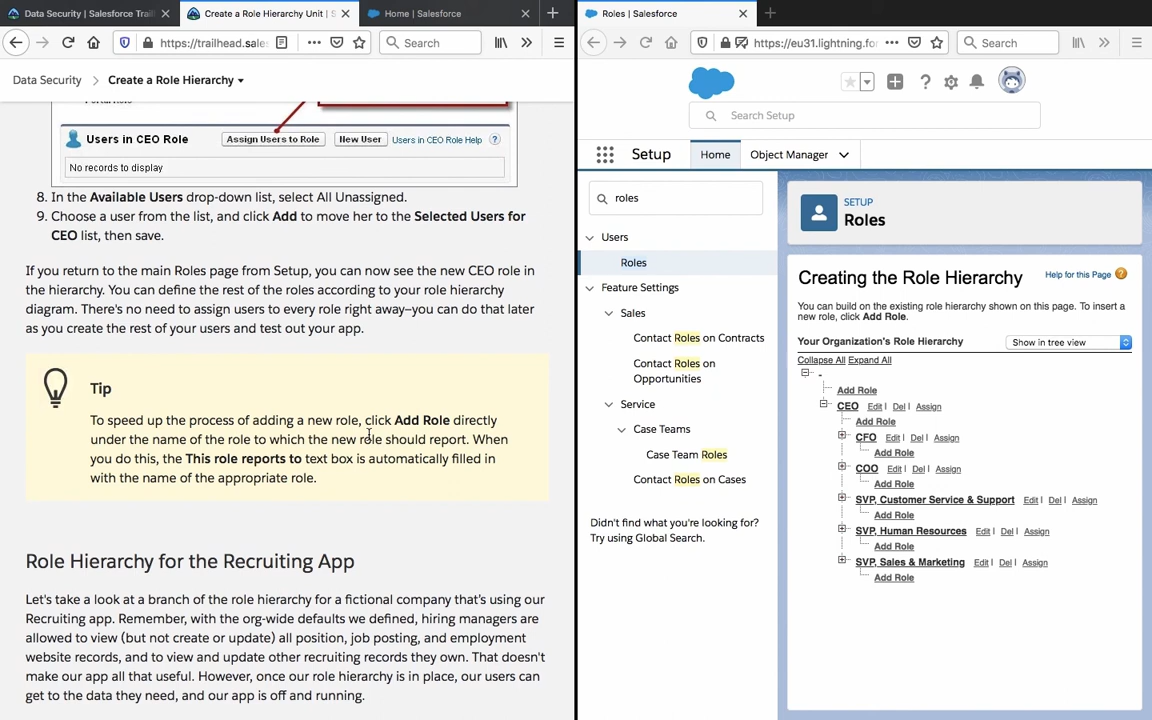 Data Security | Salesforce Trail
Create a Role Hierarchy Unit | S
Home | Salesforce
https://trailhead.sale
Search
Data Security
Create a Role Hierarchy
Users in CEO Role
Assign Users to Role
New User
Users in CEO Role Help
?
No records to display
8. In the Available Users drop-down list, select All Unassigned.
9. Choose a user from the list, and click Add to move her to the Selected Users for
CEO list, then save.
If you return to the main Roles page from Setup, you can now see the new CEO role in
the hierarchy. You can define the rest of the roles according to your role hierarchy
diagram. There's no need to assign users to every role right away—you can do that later
as you create the rest of your users and test out your app.
Tip
To speed up the process of adding a new role, click Add Role directly
under the name of the role to which the new role should report. When
you do this, the This role reports to text box is automatically filled in
with the name of the appropriate role.
Role Hierarchy for the Recruiting App
Let's take a look at a branch of the role hierarchy for a fictional company that's using our
Recruiting app. Remember, with the org-wide defaults we defined, hiring managers are
allowed to view (but not create or update) all position, job posting, and employment
website records, and to view and update other recruiting records they own. That doesn't
make our app all that useful. However, once our role hierarchy is in place, our users can
get to the data they need, and our app is off and running.
Roles | Salesforce
https://eu31.lightning.for
Search
salesforce
Search Setup
Setup
Home
Object Manager
roles
Users
Roles
Feature Settings
Sales
Contact Roles on Contracts
Contact Roles on
Opportunities
Service
Case Teams
Case Team Roles
Contact Roles on Cases
Didn't find what you're looking for?
Try using Global Search.
SETUP
Roles
Creating the Role Hierarchy
Help for this Page ?
You can build on the existing role hierarchy shown on this page. To insert a
new role, click Add Role.
Your Organization's Role Hierarchy
Show in tree view
Collapse All Expand All
Add Role
CEO Edit | Del | Assign
Add Role
CFO Edit | Del | Assign
Add Role
COO Edit | Del | Assign
Add Role
SVP, Customer Service & Support Edit | Del | Assign
Add Role
SVP, Human Resources Edit | Del | Assign
Add Role
SVP, Sales & Marketing Edit | Del | Assign
Add Role